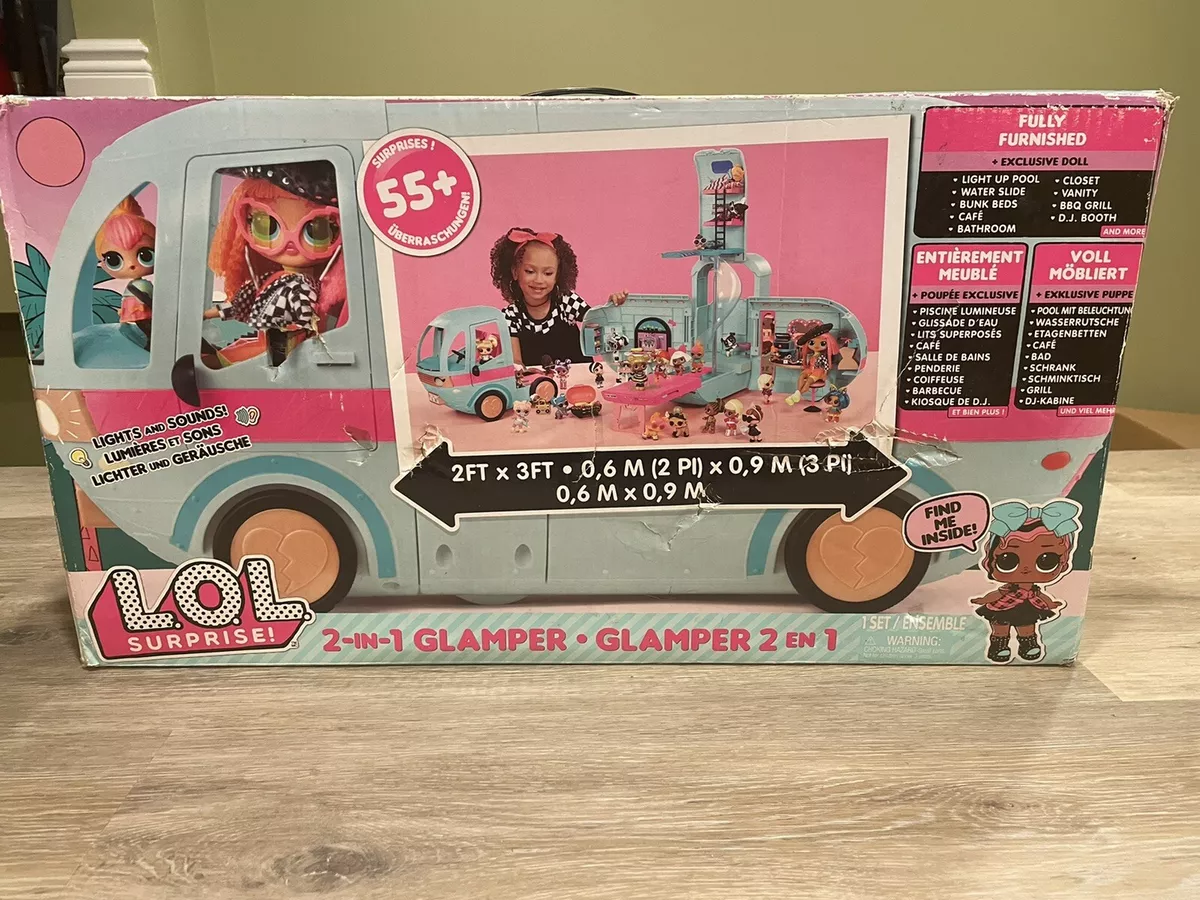 SURPRISES !
55+
ÜBERRASCHUNGEN!
FULLY
FURNISHED
+ EXCLUSIVE DOLL
• LIGHT UP POOL
• WATER SLIDE
• BUNK BEDS
• CAFÉ
• BATHROOM
• CLOSET
• VANITY
• BBQ GRILL
• D.J. BOOTH
AND MORE
ENTIÈREMENT
MEUBLÉ
+ POUPÉE EXCLUSIVE
• PISCINE LUMINEUSE
• GLISSADE D'EAU
• LITS SUPERPOSÉS
• CAFÉ
• SALLE DE BAINS
• PENDERIE
• COIFFEUSE
• BARBECUE
• KIOSQUE DE D.J.
ET BIEN PLUS !
VOLL
MÖBLIERT
+ EXKLUSIVE PUPPE
• POOL MIT BELEUCHTUNG
• WASSERRUTSCHE
• ETAGENBETTEN
• CAFÉ
• BAD
• SCHRANK
• SCHMINKTISCH
• GRILL
• DJ-KABINE
UND VIEL MEHR
LIGHTS AND SOUNDS!
LUMIÈRES ET SONS
LICHTER UND GERÄUSCHE
2FT x 3FT • 0,6 M (2 PI) x 0,9 M (3 PI)
0,6 M x 0,9 M
FIND
ME
INSIDE!
L.O.L.
SURPRISE!
2-IN-1 GLAMPER • GLAMPER 2 EN 1
1 SET / ENSEMBLE
WARNING:
CHOKING HAZARD